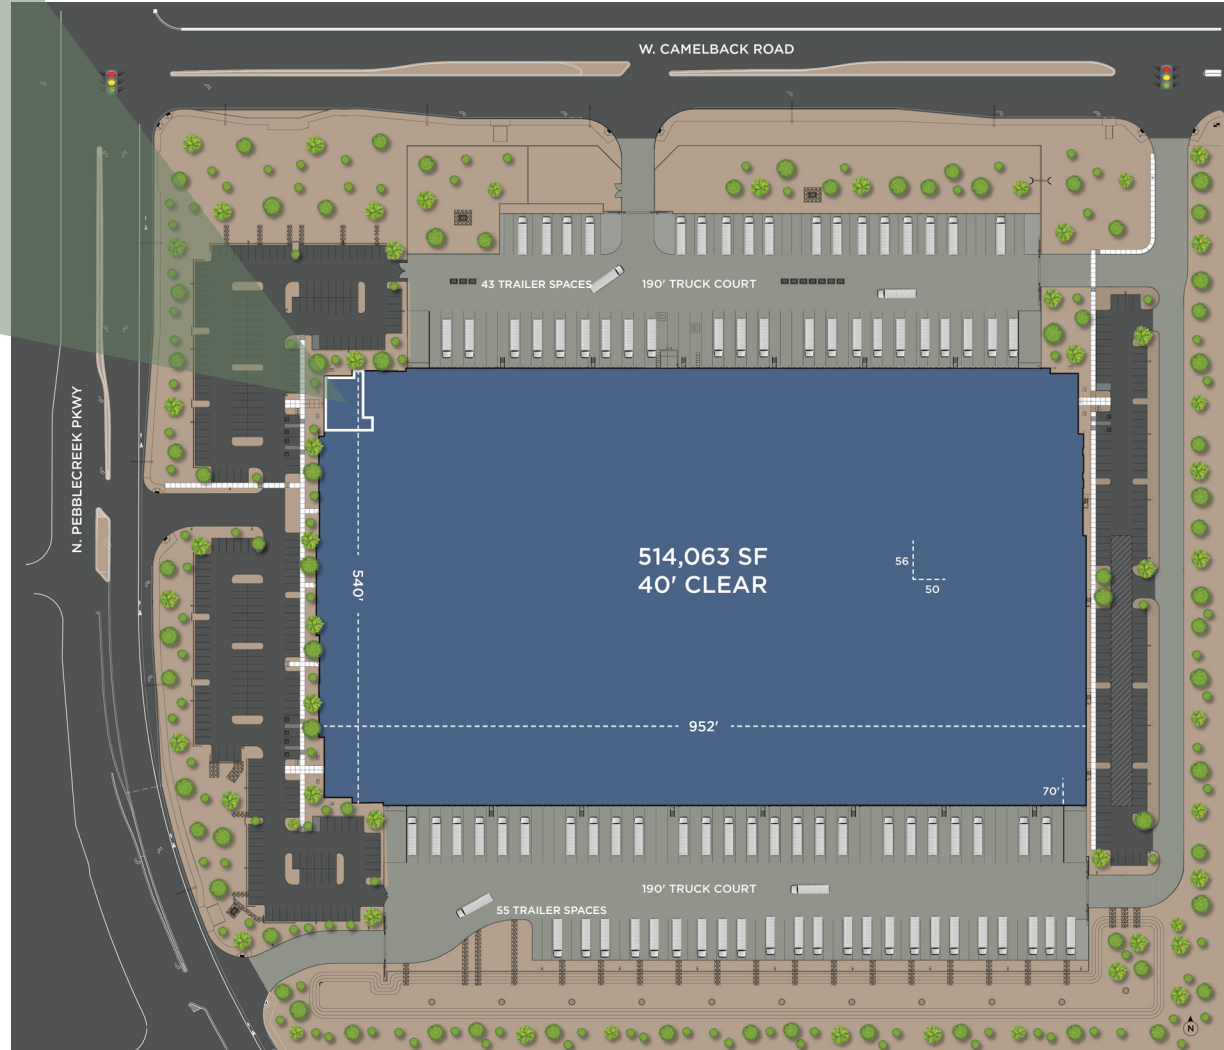 W. CAMELBACK ROAD
43 TRAILER SPACES
190' TRUCK COURT
N. PEBBLECREEK PKWY
540'
514,063 SF
40' CLEAR
56
50
952'
70'
190' TRUCK COURT
55 TRAILER SPACES
N